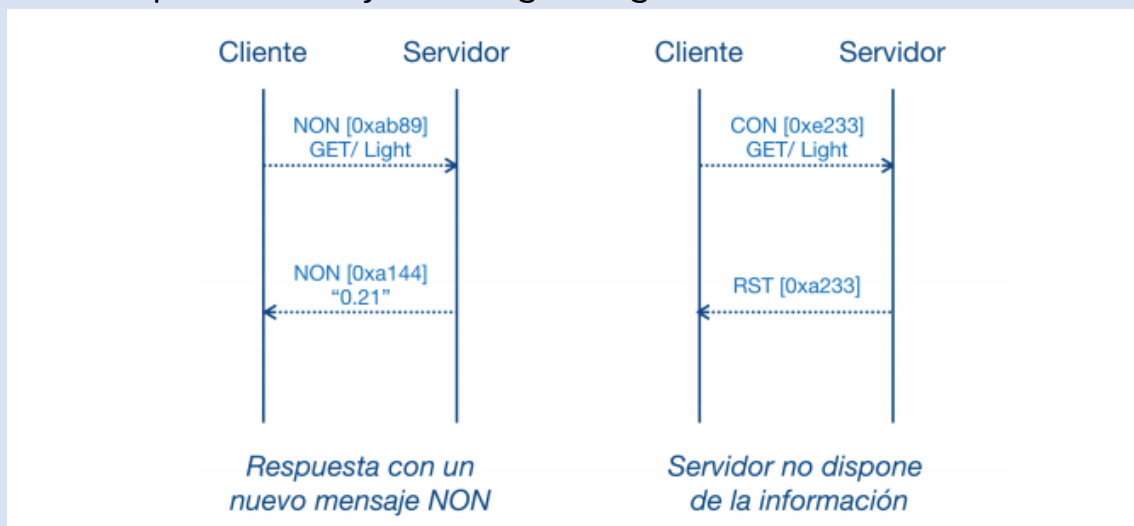 Cliente Servidor
NON [0xab89]
GET/ Light
NON [0xa144]
“0.21”
Respuesta con un
nuevo mensaje NON
Cliente Servidor
CON [0xe233]
GET/ Light
RST [0xa233]
Servidor no dispone
de la información